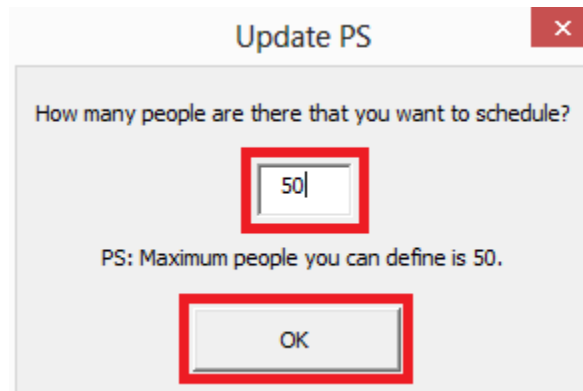 Update PS
How many people are there that you want to schedule?
50
PS: Maximum people you can define is 50.
OK